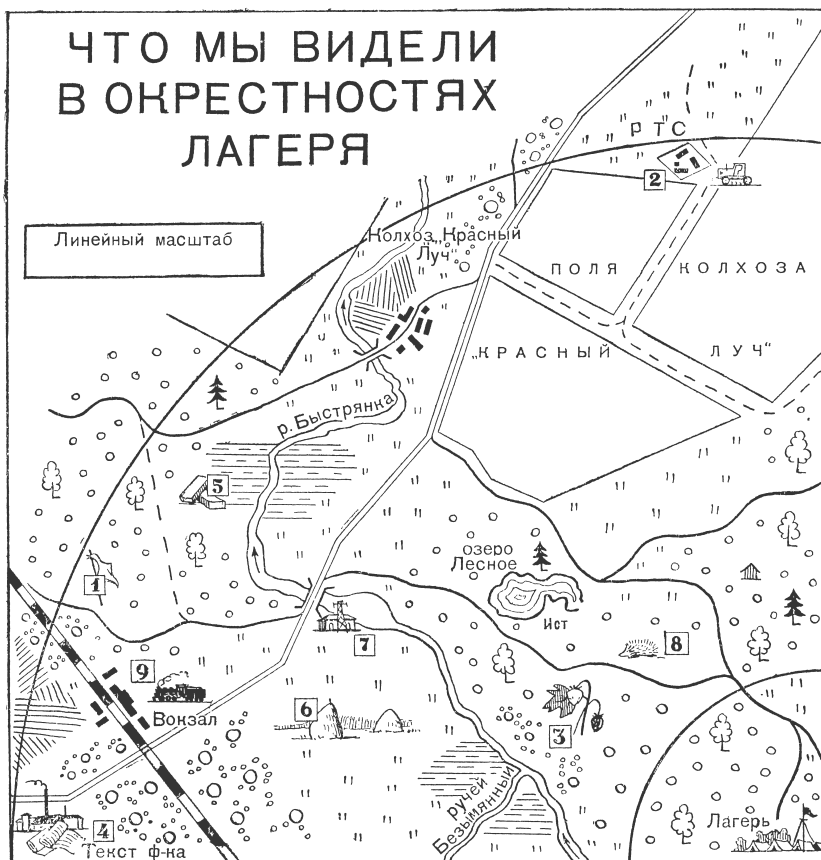 ЧТО МЫ ВИДЕЛИ
В ОКРЕСТНОСТЯХ
ЛАГЕРЯ
Линейный масштаб
РТС
2
Колхоз „Красный
Луч"
ПОЛЯ КОЛХОЗА
„КРАСНЫЙ ЛУЧ"
р. Быстрянка
5
озеро
Лесное
1
Ист
7
8
9
Вокзал
6
3
ручей
Безымянный
Лагерь
4
Текст ф-ка